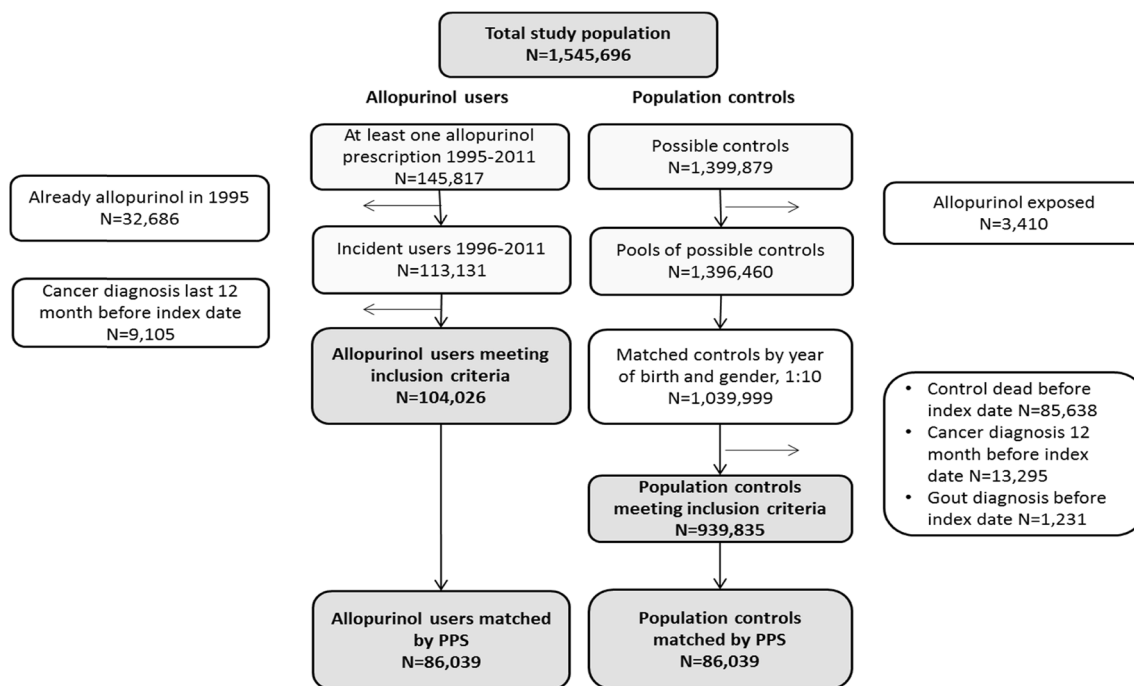 Total study population
N=1,545,696
Allopurinol users
Population controls
At least one allopurinol
prescription 1995-2011
N=145,817
Possible controls
N=1,399,879
Already allopurinol in 1995
N=32,686
Allopurinol exposed
N=3,410
Incident users 1996-2011
N=113,131
Pools of possible controls
N=1,396,460
Cancer diagnosis last 12
month before index date
N=9,105
Allopurinol users meeting
inclusion criteria
N=104,026
Matched controls by year
of birth and gender, 1:10
N=1,039,999
• Control dead before
index date N=85,638
• Cancer diagnosis 12
month before index
date N=13,295
• Gout diagnosis before
index date N=1,231
Population controls
meeting inclusion criteria
N=939,835
Allopurinol users matched
by PPS
N=86,039
Population controls
matched by PPS
N=86,039